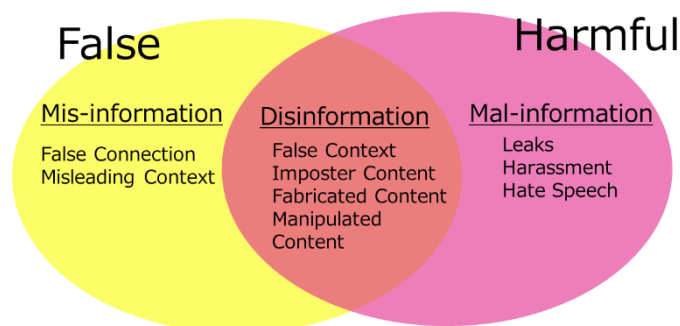 False
Harmful
Mis-information
False Connection
Misleading Context
Disinformation
False Context
Imposter Content
Fabricated Content
Manipulated
Content
Mal-information
Leaks
Harassment
Hate Speech